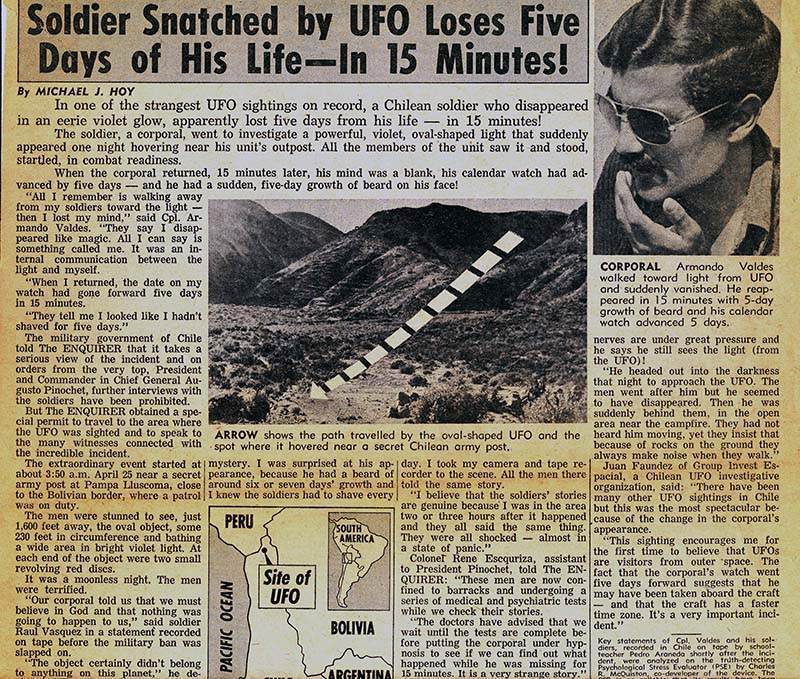 Soldier Snatched by UFO Loses Five
Days of His Life—In 15 Minutes!
By MICHAEL J. HOY
In one of the strangest UFO sightings on record, a Chilean soldier who disappeared
in an eerie violet glow, apparently lost five days from his life — in 15 minutes!
The soldier, a corporal, went to investigate a powerful, violet, oval-shaped light that suddenly
appeared one night hovering near his unit's outpost. All the members of the unit saw it and stood,
startled, in combat readiness.
When the corporal returned, 15 minutes later, his mind was a blank, his calendar watch had ad-
vanced by five days — and he had a sudden, five-day growth of beard on his face!
"All I remember is walking away
from my soldiers toward the light —
then I lost my mind," said Cpl. Ar-
mando Valdes. "They say I disap-
peared like magic. All I can say is
something called me. It was an in-
ternal communication between the
light and myself.
"When I returned, the date on my
watch had gone forward five days
in 15 minutes.
"They tell me I looked like I hadn't
shaved for five days."
The military government of Chile
told The ENQUIRER that it takes a
serious view of the incident and on
orders from the very top, President
and Commander in Chief General Au-
gusto Pinochet, further interviews with
the soldiers have been prohibited.
But The ENQUIRER obtained a spe-
cial permit to travel to the area where
the UFO was sighted and to speak to
the many witnesses connected with
the incredible incident.
The extraordinary event started at
about 3:50 a.m. April 25 near a secret
army post at Pampa Lluscoma, close
to the Bolivian border, where a patrol
was on duty.
The men were stunned to see, just
1,600 feet away, the oval object, some
230 feet in circumference and bathing
a wide area in bright violet light. At
each end of the object were two small
revolving red discs.
It was a moonless night. The men
were terrified.
"Our corporal told us that we must
believe in God and that nothing was
going to happen to us," said soldier
Raul Vasquez in a statement recorded
on tape before the military ban was
slapped on.
"The object certainly didn't belong
to anything on this planet," he de-
ARROW shows the path travelled by the oval-shaped UFO and the
spot where it hovered near a secret Chilean army post.
mystery. I was surprised at his ap-
pearance, because he had a beard of
around six or seven days' growth and
I knew the soldiers had to shave every
PERU
SOUTH
AMERICA
Site of
UFO
PACIFIC OCEAN
BOLIVIA
ARGENTINA
day. I took my camera and tape re-
corder to the scene. All the men there
told the same story.
"I believe that the soldiers' stories
are genuine because I was in the area
two or three hours after it happened
and they all said the same thing.
They were all shocked — almost in
a state of panic."
Colonel Rene Escquriza, assistant
to President Pinochet, told The EN-
QUIRER: "These men are now con-
fined to barracks and undergoing a
series of medical and psychiatric tests
while we check their stories.
"The doctors have advised that we
wait until the tests are complete be-
fore putting the corporal under hyp-
nosis to see if we can find out what
happened while he was missing for
15 minutes. It is a very strange story."
CORPORAL Armando Valdes
walked toward light from UFO
and suddenly vanished. He reap-
peared in 15 minutes with 5-day
growth of beard and his calendar
watch advanced 5 days.
nerves are under great pressure and
he says he still sees the light (from
the UFO)!
"He headed out into the darkness
that night to approach the UFO. The
men went after him but he seemed
to have disappeared. Then he was
suddenly behind them, in the open
area near the campfire. They had not
heard him moving, yet they insist that
because of rocks on the ground they
always make noise when they walk."
Juan Faundez of Group Invest Es-
pacial, a Chilean UFO investigative
organization, said: "There have been
many other UFO sightings in Chile
but this was the most spectacular be-
cause of the change in the corporal's
appearance.
"This sighting encourages me for
the first time to believe that UFOs
are visitors from outer space. The
fact that the corporal's watch went
five days forward suggests that he
may have been taken aboard the craft
— and that the craft has a faster
time zone. It's a very important inci-
dent."
Key statements of Cpl. Valdes and his sol-
diers, recorded in Chile on tape by school-
teacher Pedro Araneda shortly after the inci-
dent, were analyzed on the truth-detecting
Psychological Stress Evaluator (PSE) by Charles
R. McQuiston, co-developer of the device. The